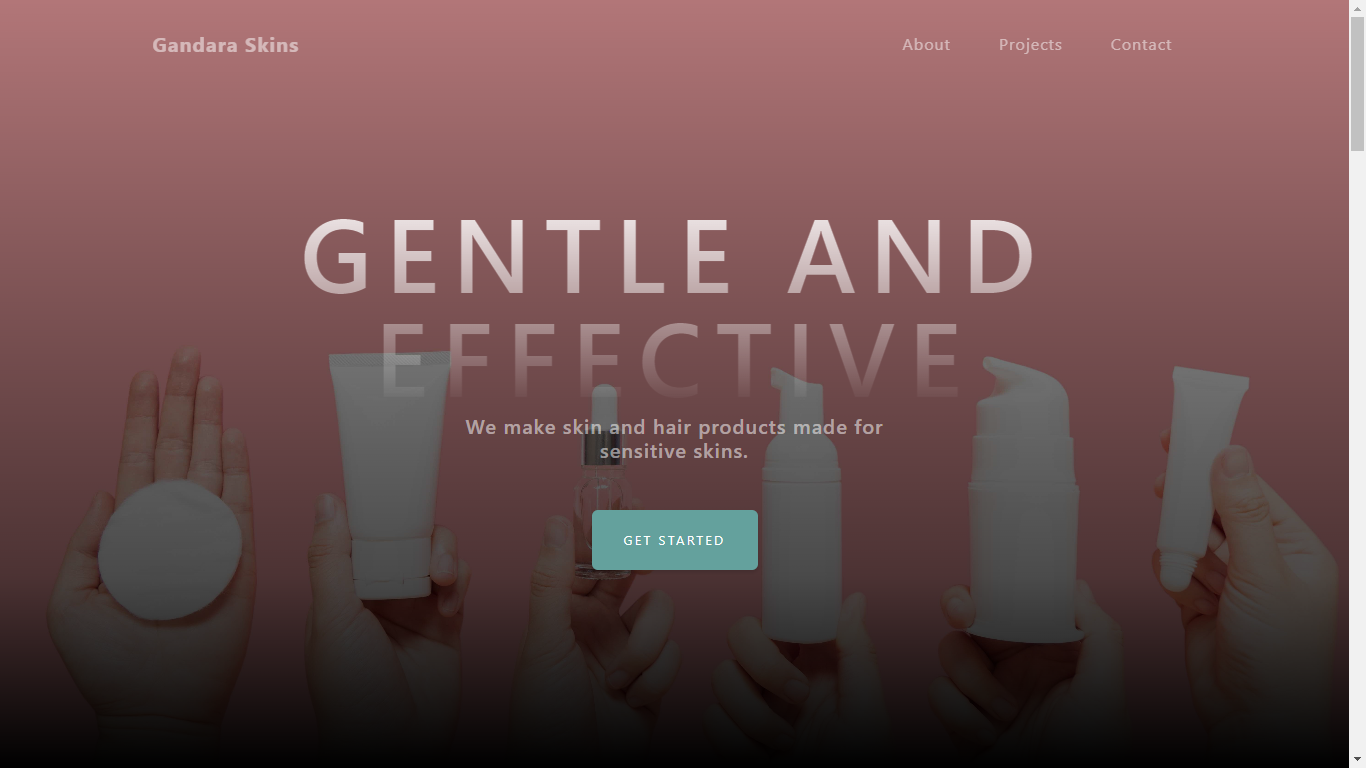 Gandara Skins
About
Projects
Contact
GENTLE AND
EFFECTIVE
We make skin and hair products made for
sensitive skins.
GET STARTED